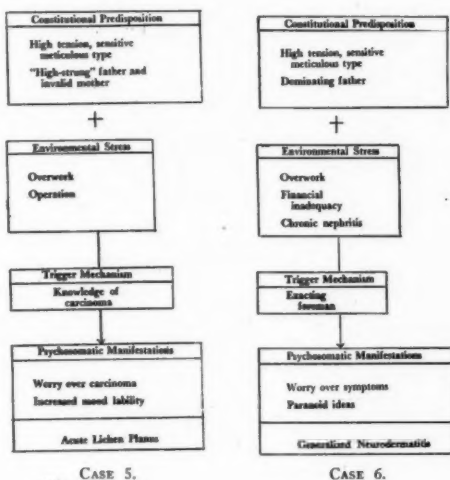 Constitutional Predisposition
High tension, sensitive
meticulous type
"High-strung" father and
invalid mother
+
Environmental Stress
Overwork
Operation
Trigger Mechanism
Knowledge of
carcinoma
Psychosomatic Manifestations
Worry over carcinoma
Increased mood lability
Acute Lichen Planus
CASE 5.
Constitutional Predisposition
High tension, sensitive
meticulous type
Dominating father
+
Environmental Stress
Overwork
Financial
inadequacy
Chronic nephritis
Trigger Mechanism
Exacting
foreman
Psychosomatic Manifestations
Worry over symptoms
Paranoid ideas
Generalized Neurodermatitis
CASE 6.